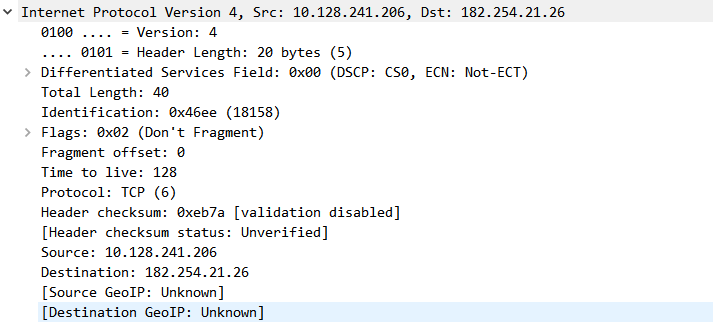 Internet Protocol Version 4, Src: 10.128.241.206, Dst: 182.254.21.26
0100 .... = Version: 4
.... 0101 = Header Length: 20 bytes (5)
Differentiated Services Field: 0x00 (DSCP: CS0, ECN: Not-ECT)
Total Length: 40
Identification: 0x46ee (18158)
Flags: 0x02 (Don't Fragment)
Fragment offset: 0
Time to live: 128
Protocol: TCP (6)
Header checksum: 0xeb7a [validation disabled]
[Header checksum status: Unverified]
Source: 10.128.241.206
Destination: 182.254.21.26
[Source GeoIP: Unknown]
[Destination GeoIP: Unknown]